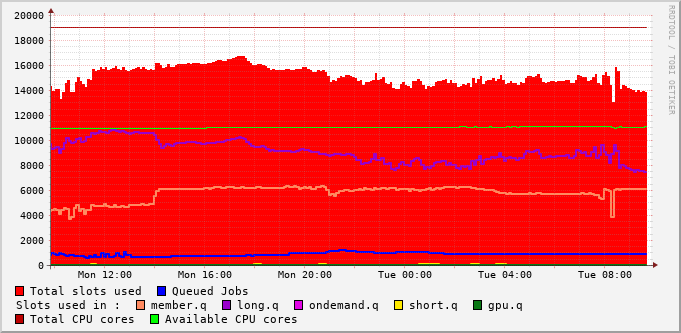 20000
18000
16000
14000
12000
10000
8000
6000
4000
2000
0
Mon 12:00 Mon 16:00 Mon 20:00 Tue 00:00 Tue 04:00 Tue 08:00
RRDTOOL / TOBI OETIKER
Total slots used Queued Jobs
Slots used in : member.q long.q ondemand.q short.q gpu.q
Total CPU cores Available CPU cores